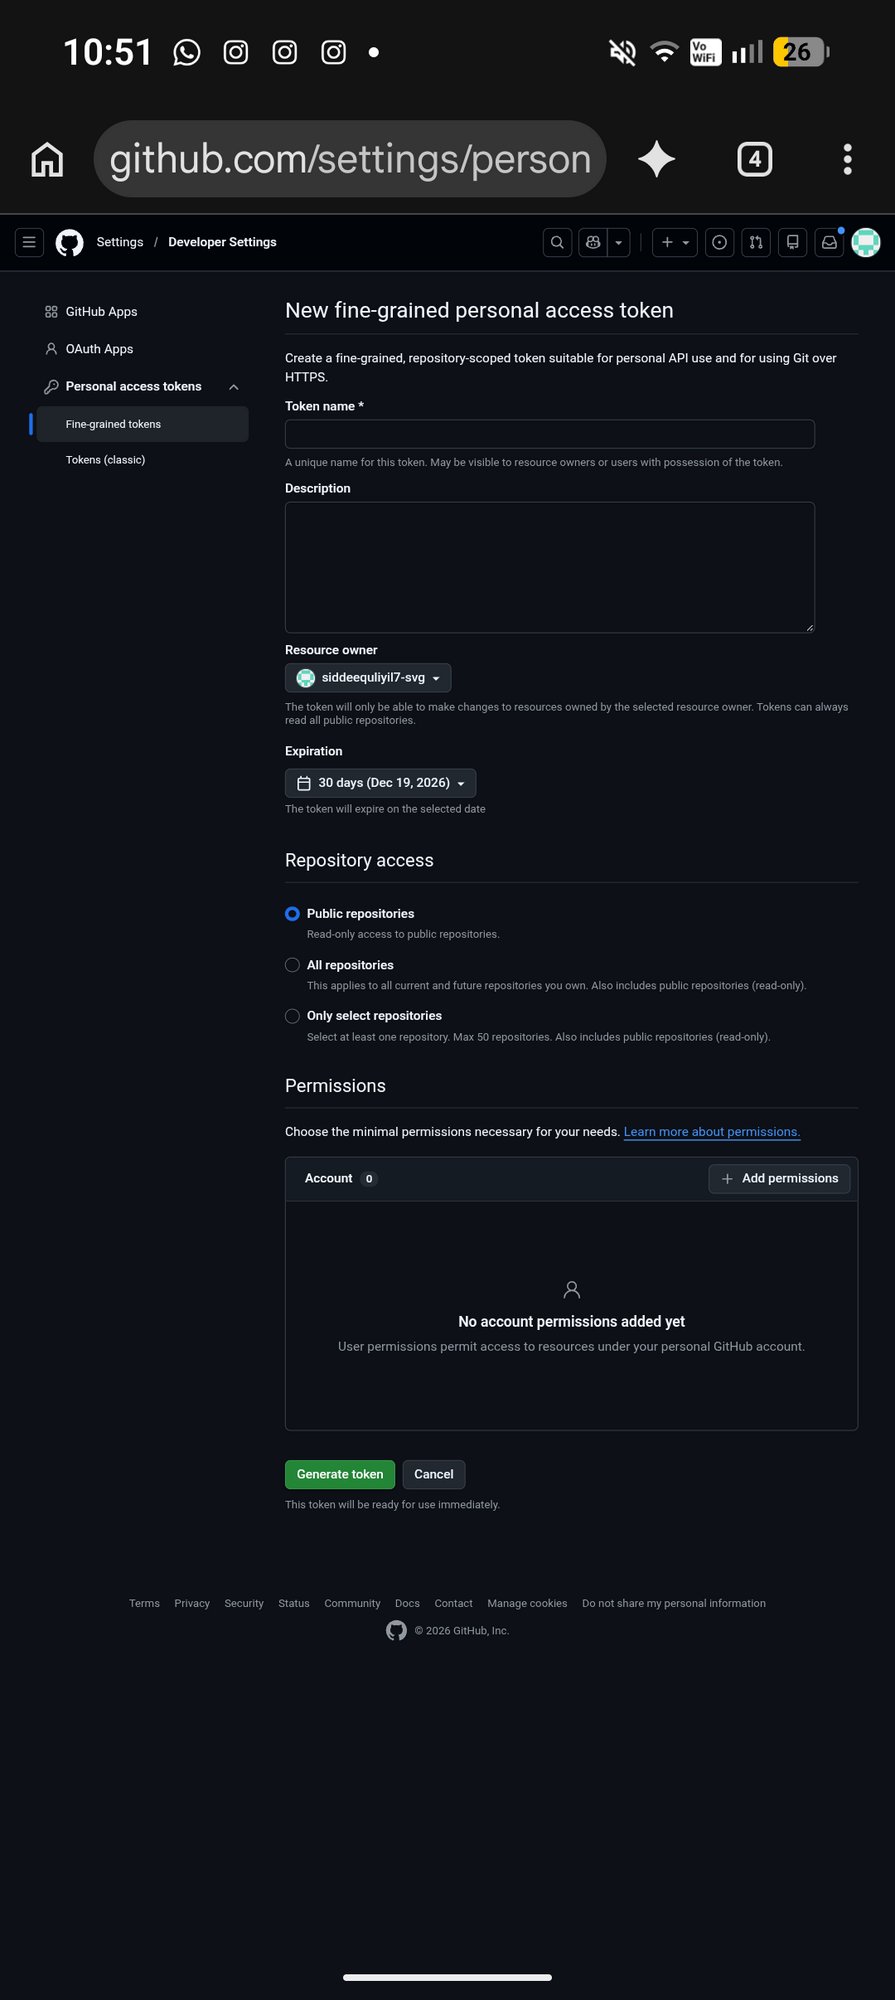 10:51
Vo
WiFi
26
github.com/settings/person
4
Settings / Developer Settings
GitHub Apps
OAuth Apps
Personal access tokens
Fine-grained tokens
Tokens (classic)
New fine-grained personal access token
Create a fine-grained, repository-scoped token suitable for personal API use and for using Git over
HTTPS.
Token name *
A unique name for this token. May be visible to resource owners or users with possession of the token.
Description
Resource owner
siddeequliyil7-svg
The token will only be able to make changes to resources owned by the selected resource owner. Tokens can always
read all public repositories.
Expiration
30 days (Dec 19, 2026)
The token will expire on the selected date
Repository access
Public repositories
Read-only access to public repositories.
All repositories
This applies to all current and future repositories you own. Also includes public repositories (read-only).
Only select repositories
Select at least one repository. Max 50 repositories. Also includes public repositories (read-only).
Permissions
Choose the minimal permissions necessary for your needs. Learn more about permissions.
Account 0
Add permissions
No account permissions added yet
User permissions permit access to resources under your personal GitHub account.
Generate token
Cancel
This token will be ready for use immediately.
Terms Privacy Security Status Community Docs Contact Manage cookies Do not share my personal information
© 2026 GitHub, Inc.